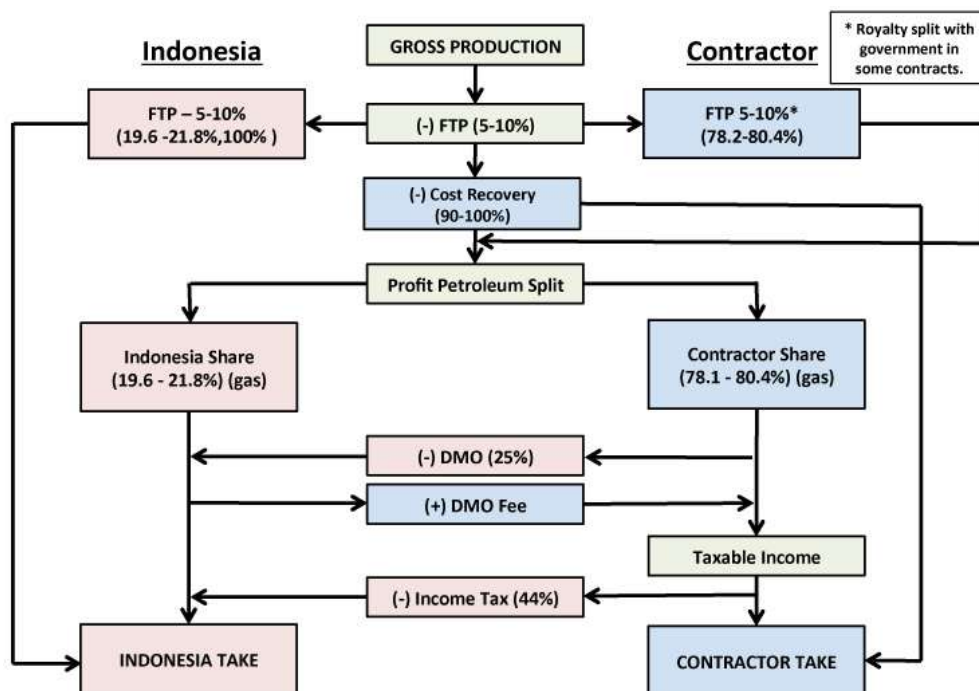 Indonesia
GROSS PRODUCTION
Contractor
* Royalty split with
government in
some contracts.
FTP – 5-10%
(19.6 -21.8%,100% )
(-) FTP (5-10%)
FTP 5-10%*
(78.2-80.4%)
(-) Cost Recovery
(90-100%)
Profit Petroleum Split
Indonesia Share
(19.6 - 21.8%) (gas)
Contractor Share
(78.1 - 80.4%) (gas)
(-) DMO (25%)
(+) DMO Fee
Taxable Income
(-) Income Tax (44%)
INDONESIA TAKE
CONTRACTOR TAKE